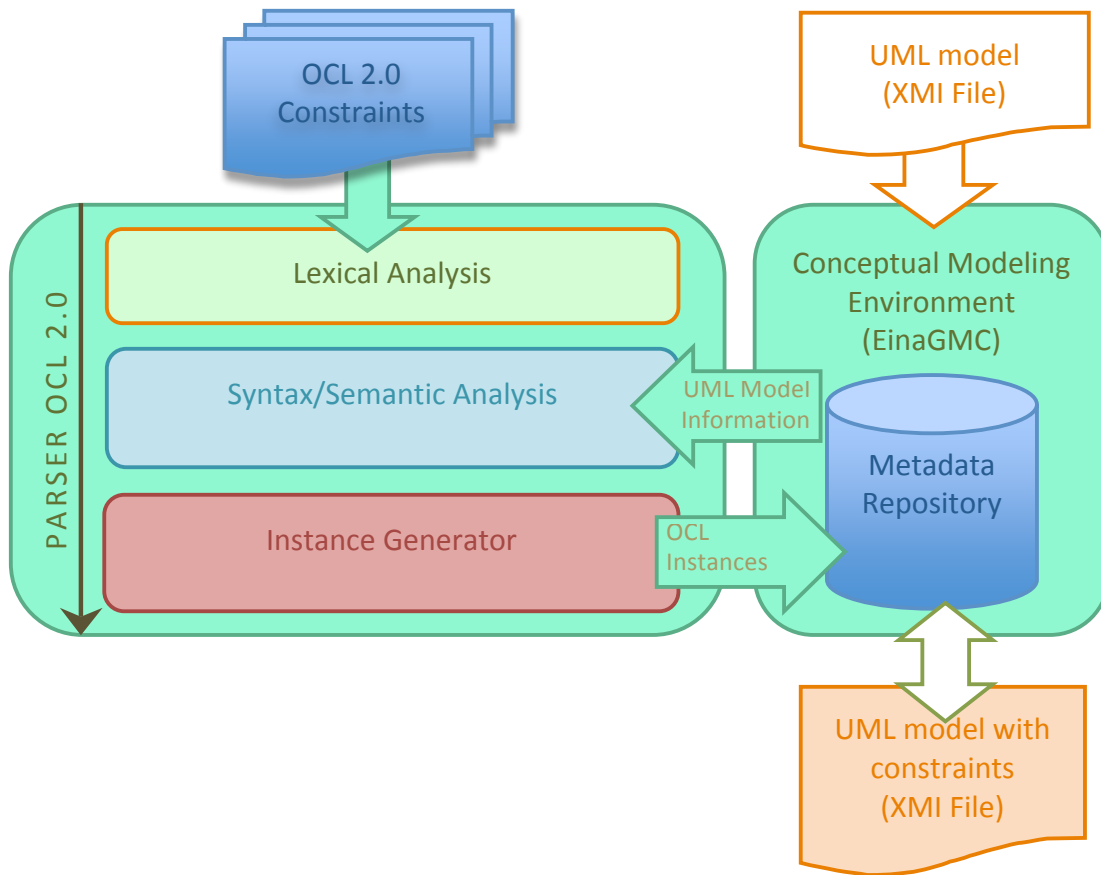 OCL 2.0
Constraints
UML model
(XMI File)
PARSER OCL 2.0
Lexical Analysis
Syntax/Semantic Analysis
Instance Generator
UML Model
Information
OCL
Instances
Conceptual Modeling
Environment
(EinaGMC)
Metadata
Repository
UML model with
constraints
(XMI File)